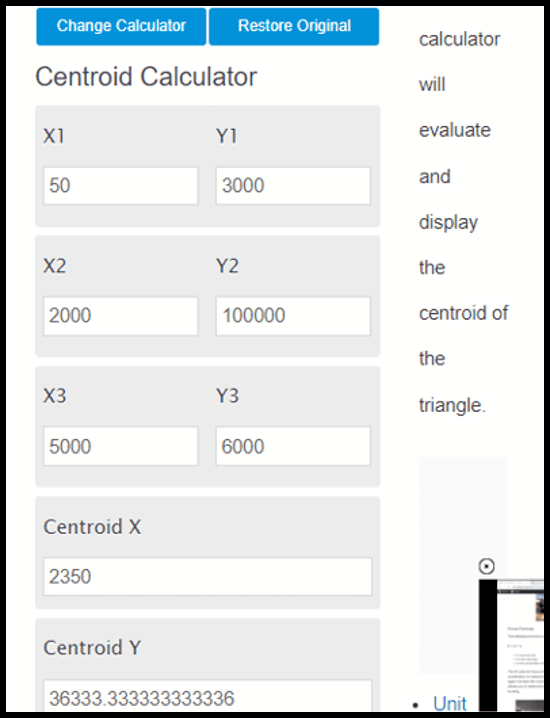 Change Calculator
Restore Original
Centroid Calculator
X1
Y1
50
3000
X2
Y2
2000
100000
X3
Y3
5000
6000
Centroid X
2350
Centroid Y
36333.333333333336
calculator
will
evaluate
and
display
the
centroid of
the
triangle.
Unit